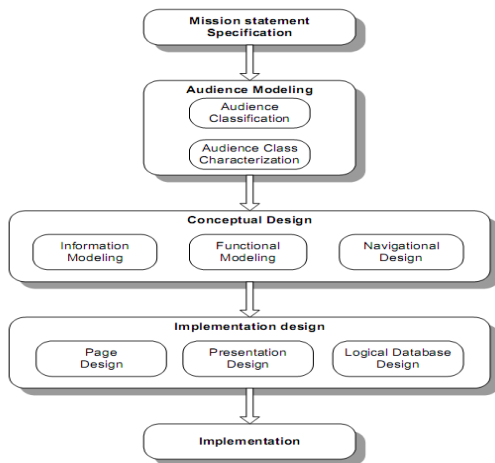 Mission statement
Specification
Audience Modeling
Audience
Classification
Audience Class
Characterization
Conceptual Design
Information
Modeling
Functional
Modeling
Navigational
Design
Implementation design
Page
Design
Presentation
Design
Logical Database
Design
Implementation